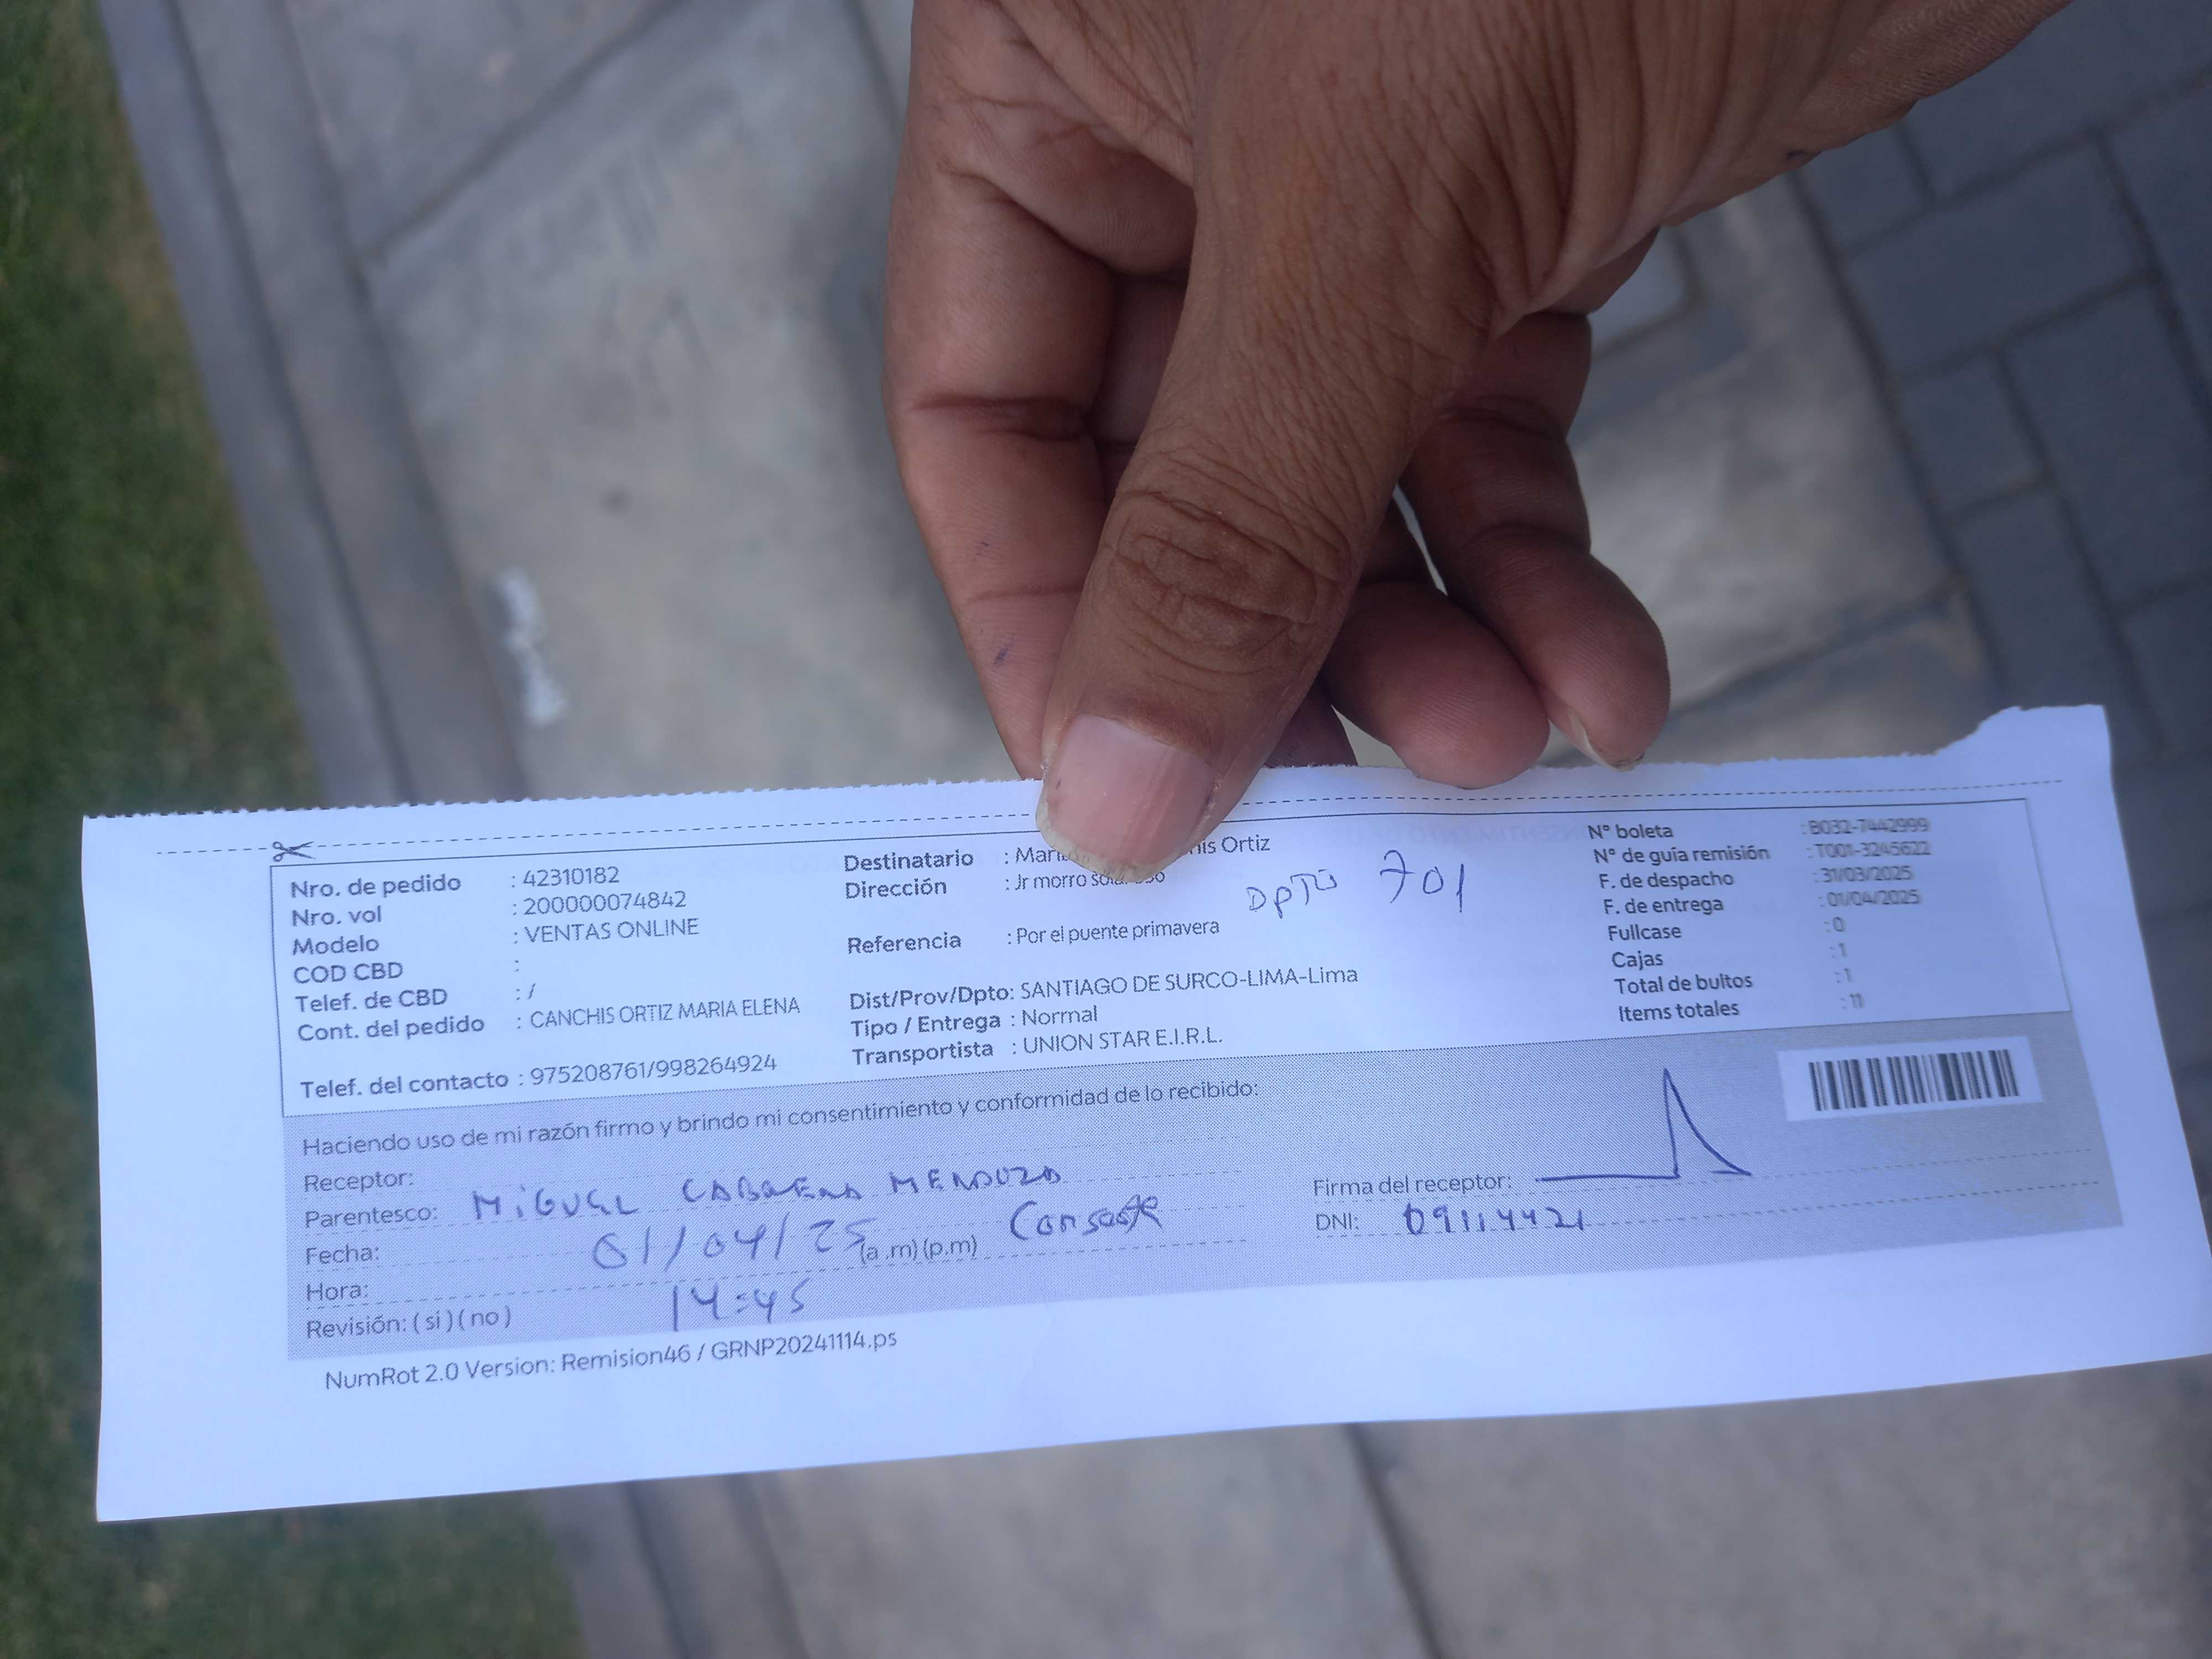 Nro. de pedido : 42310182
Nro. vol : 200000074842
Modelo : VENTAS ONLINE
COD CBD :
Telef. de CBD : /
Cont. del pedido : CANCHIS ORTIZ MARIA ELENA
Telef. del contacto : 975208761/998264924
Destinatario : Ortiz
Dirección : Jr morro
DPTO 701
Referencia : Por el puente primavera
Dist/Prov/Dpto: SANTIAGO DE SURCO-LIMA-Lima
Tipo / Entrega : Normal
Transportista : UNION STAR E.I.R.L.
N° boleta : B032-7442999
N° de guía remisión : T001-3245622
F. de despacho : 31/03/2025
F. de entrega : 01/04/2025
Fullcase : 0
Cajas : 1
Total de bultos : 1
Items totales : 11
Haciendo uso de mi razón firmo y brindo mi consentimiento y conformidad de lo recibido:
Receptor:
Parentesco: MIGUEL CABRERA MENDOZA
Fecha: 01/04/25 (a .m) (p.m)
Hora:
Revisión: ( si ) ( no ) 14:45
Firma del receptor:
DNI: 09114421
NumRot 2.0 Version: Remision46 / GRNP20241114.ps